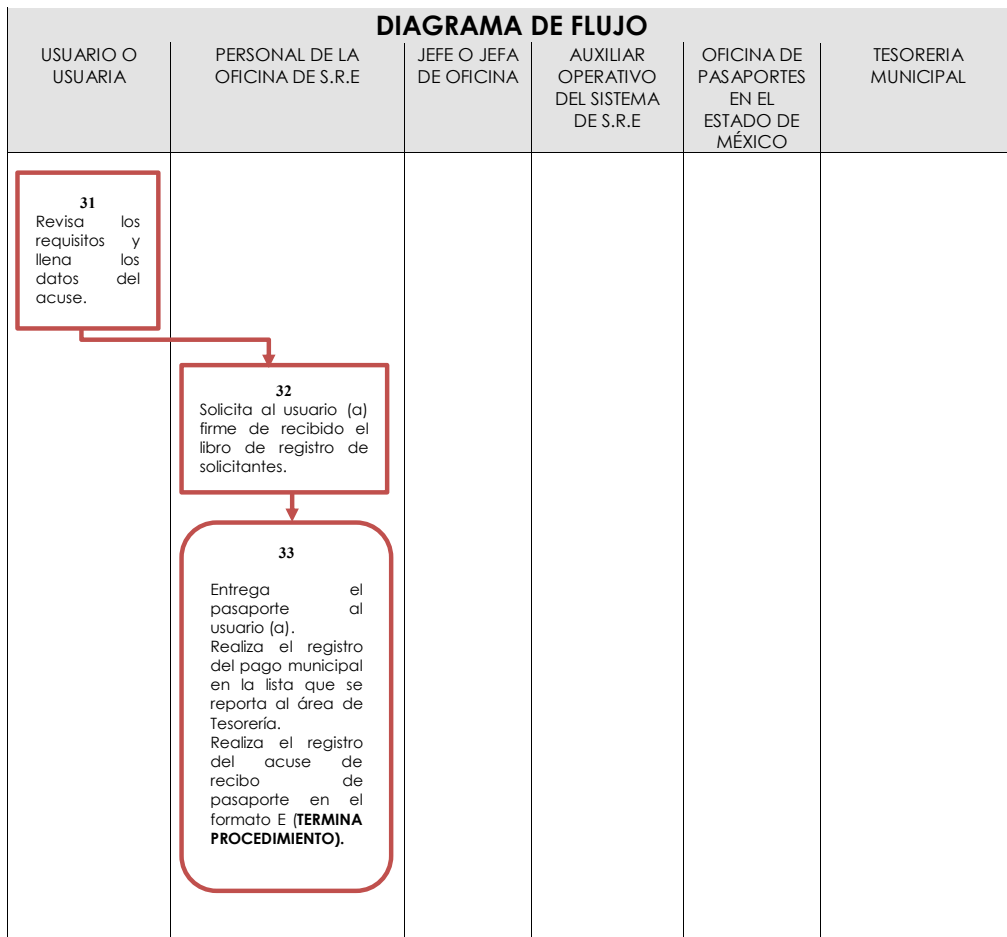 DIAGRAMA DE FLUJO
USUARIO O
USUARIA
PERSONAL DE LA
OFICINA DE S.R.E
JEFE O JEFA
DE OFICINA
AUXILIAR
OPERATIVO
DEL SISTEMA
DE S.R.E
OFICINA DE
PASAPORTES
EN EL
ESTADO DE
MÉXICO
TESORERIA
MUNICIPAL
31
Revisa los
requisitos y
llena los
datos del
acuse.
32
Solicita al usuario (a)
firme de recibido el
libro de registro de
solicitantes.
33
Entrega el
pasaporte al
usuario (a).
Realiza el registro
del pago municipal
en la lista que se
reporta al área de
Tesorería.
Realiza el registro
del acuse de
recibo de
pasaporte en el
formato E (TERMINA
PROCEDIMIENTO).